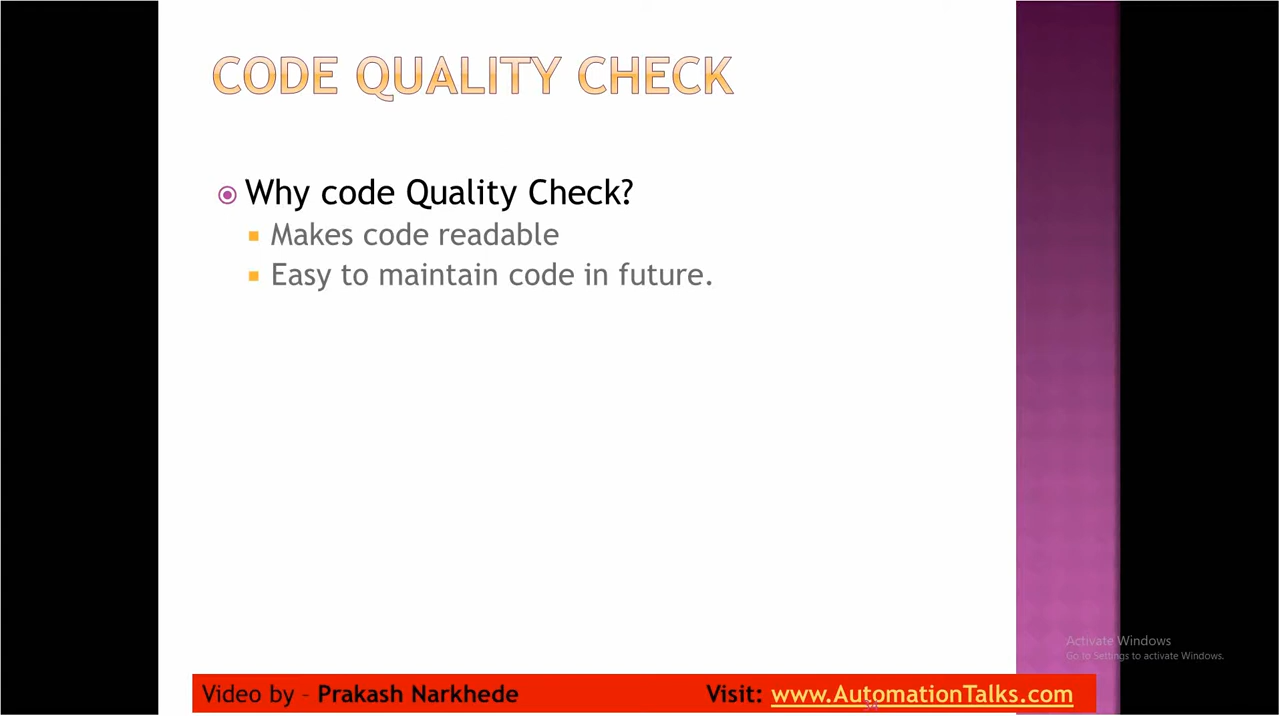 CODE QUALITY CHECK
Why code Quality Check?
Makes code readable
Easy to maintain code in future.
Activate Windows
Go to Settings to activate Windows.
Video by - Prakash Narkhede Visit: www.AutomationTalks.com